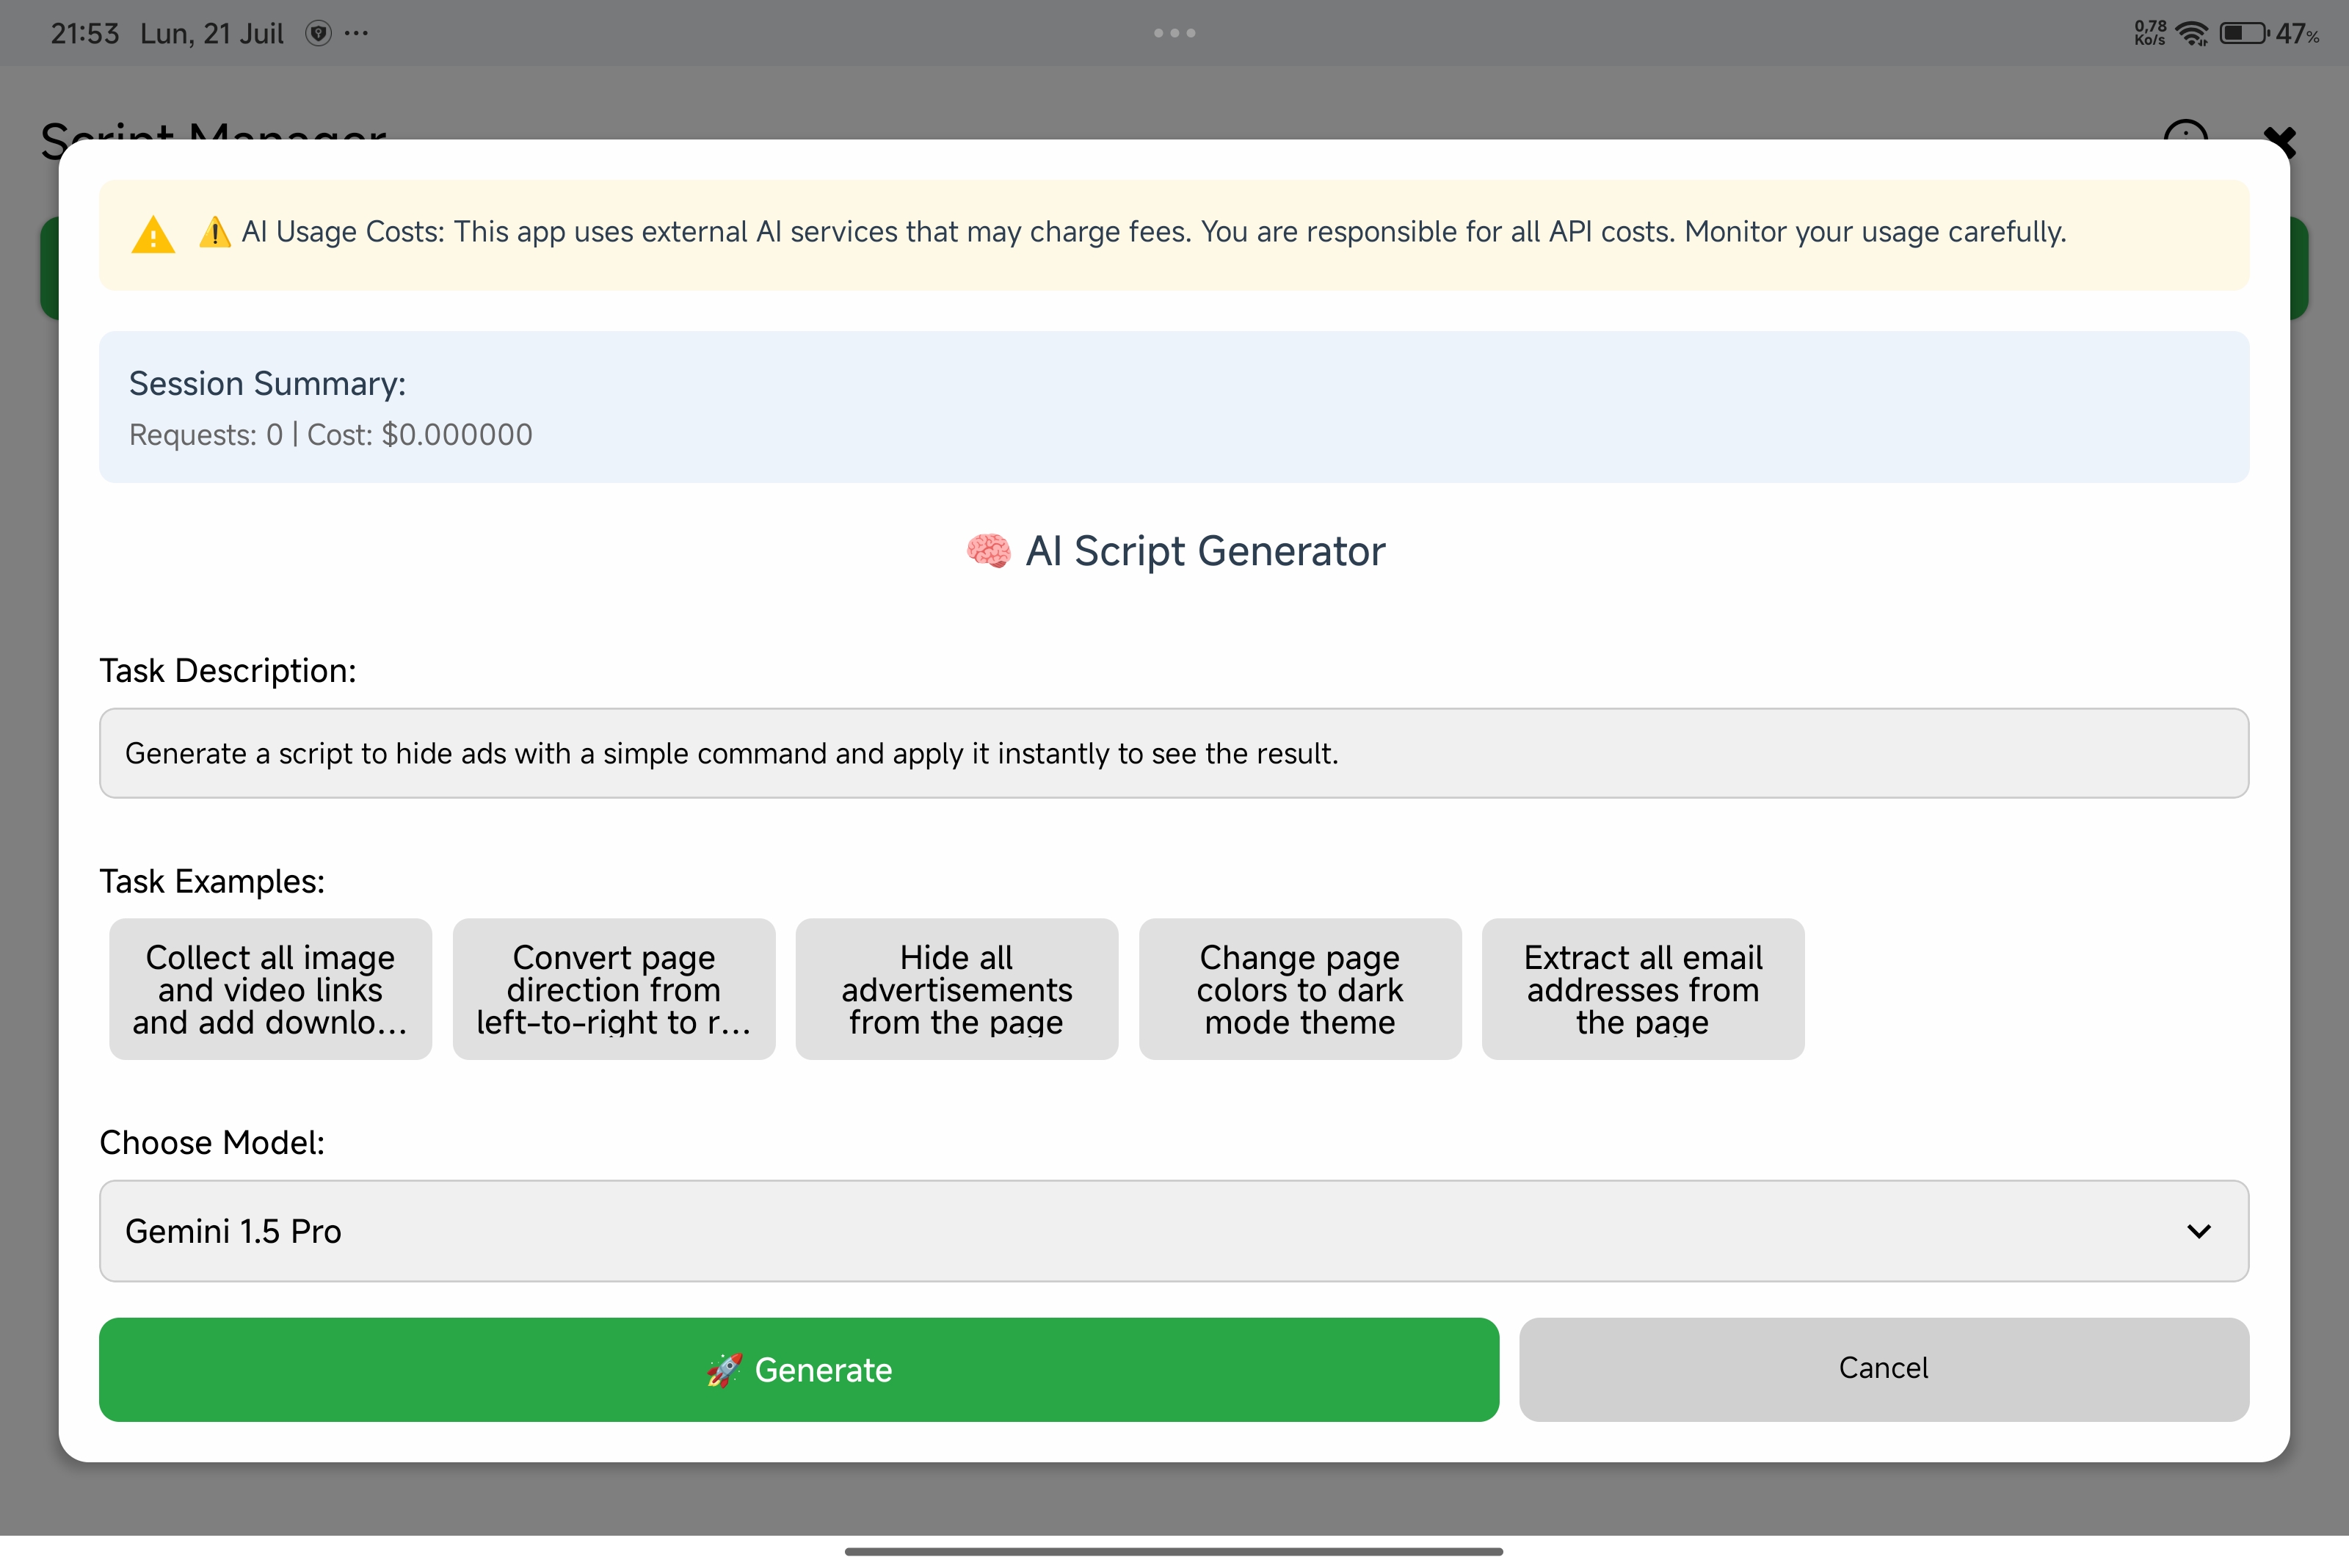 21:53 Lun, 21 Juil ...
0,78
Ko/s
47%
Script Manager
⚠️ AI Usage Costs: This app uses external AI services that may charge fees. You are responsible for all API costs. Monitor your usage carefully.
Session Summary:
Requests: 0 | Cost: $0.000000
🧠 AI Script Generator
Task Description:
Generate a script to hide ads with a simple command and apply it instantly to see the result.
Task Examples:
Collect all image
and video links
and add downlo...
Convert page
direction from
left-to-right to r...
Hide all
advertisements
from the page
Change page
colors to dark
mode theme
Extract all email
addresses from
the page
Choose Model:
Gemini 1.5 Pro
🚀 Generate
Cancel